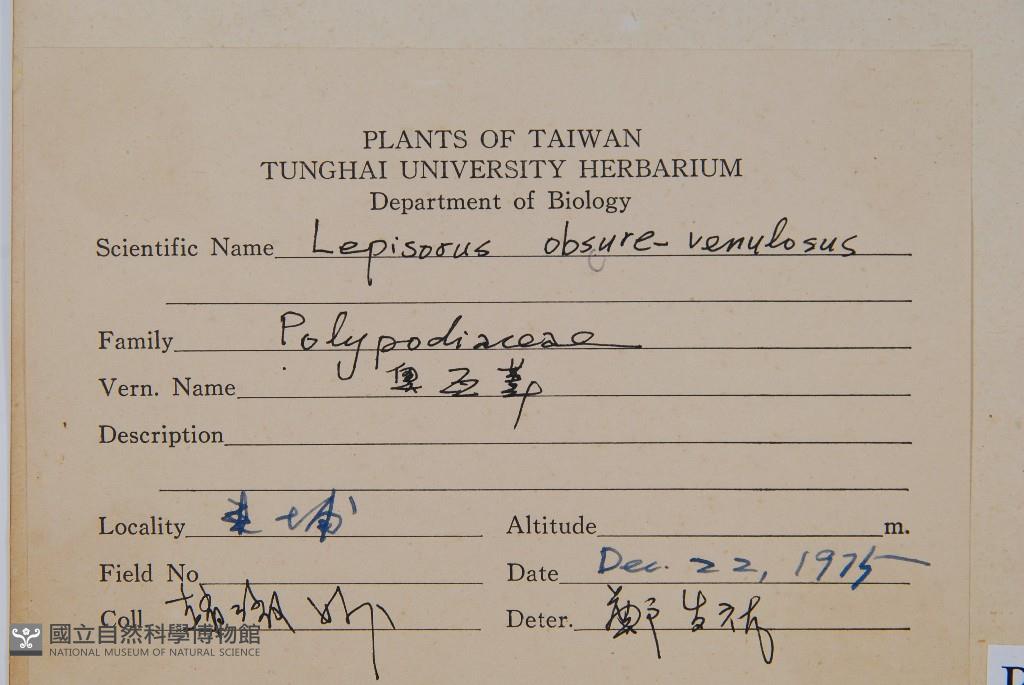 PLANTS OF TAIWAN
TUNGHAI UNIVERSITY HERBARIUM
Department of Biology
Scientific Name Lepisorus obsure-venulosus
Family Polypodiaceae
Vern. Name
Description
Locality 東埔
Altitude m.
Field No
Date Dec. 22, 1975
Coll
Deter. 鄭
國立自然科學博物館
NATIONAL MUSEUM OF NATURAL SCIENCE